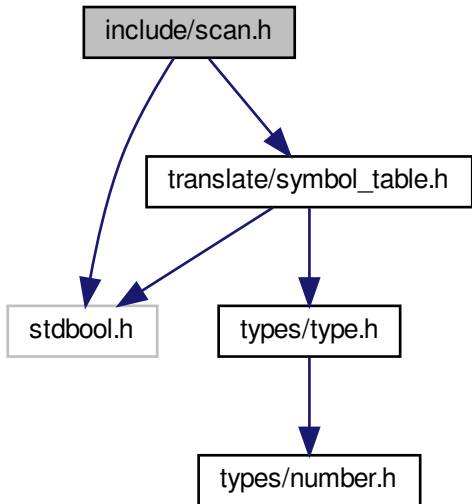 include/scan.h
translate/symbol_table.h
stdbool.h
types/type.h
types/number.h